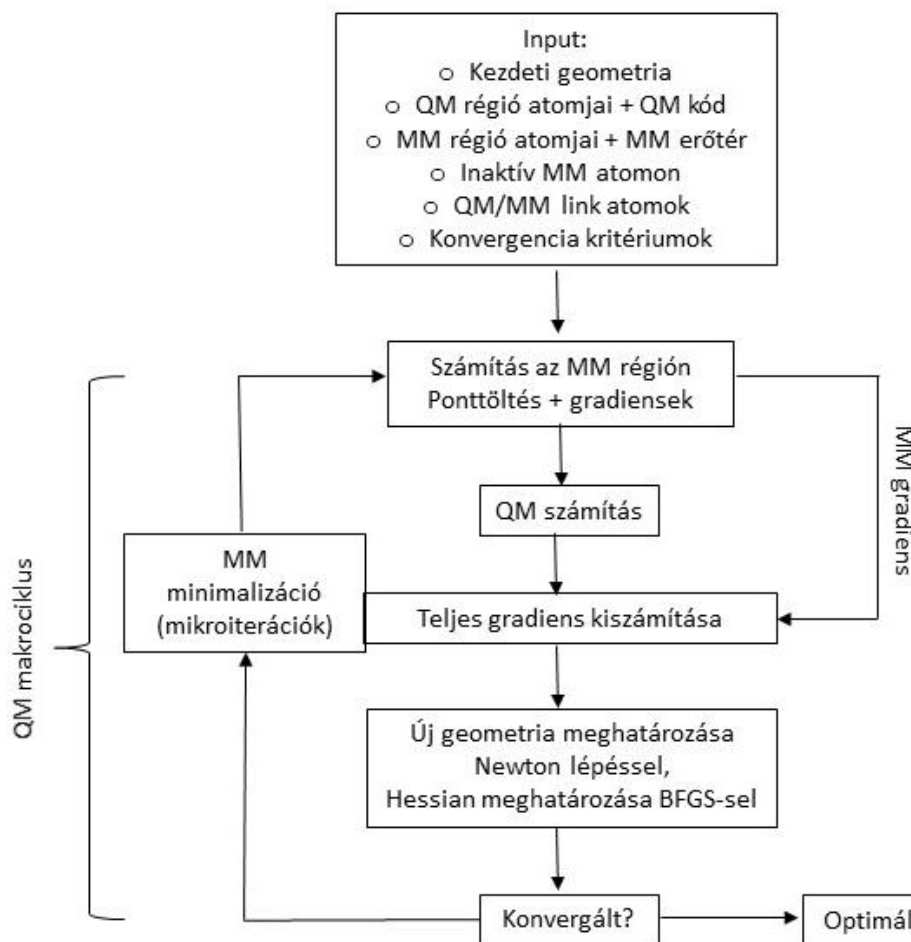 Input:
o Kezdeti geometria
o QM régió atomjai + QM kód
o MM régió atomjai + MM erőtér
o Inaktív MM atomon
o QM/MM link atomok
o Konvergencia kritériumok
Számítás az MM région
Ponttöltés + gradiensek
MM gradiens
QM számítás
MM
minimalizáció
(mikroiterációk)
Teljes gradiens kiszámítása
QM makrociklus
Új geometria meghatározása
Newton lépéssel,
Hessian meghatározása BFGS-sel
Konvergált?
Optimál